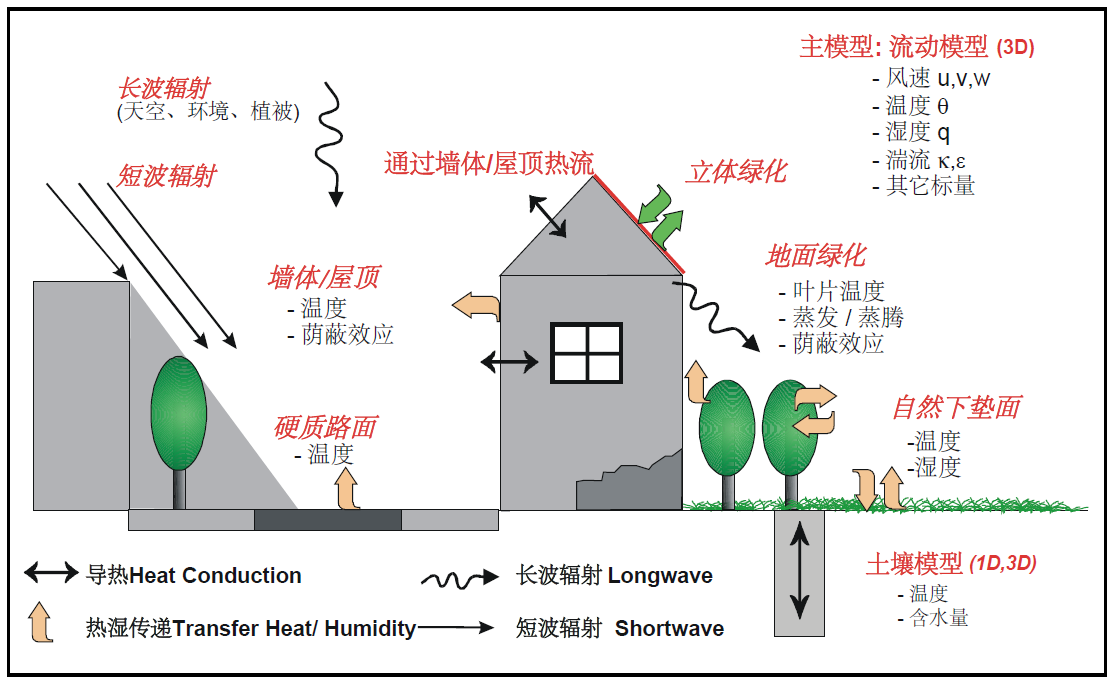 主模型: 流动模型 (3D)
- 风速 u,v,w
- 温度 θ
- 湿度 q
- 湍流 κ,ε
- 其它标量
长波辐射
(天空、环境、植被)
短波辐射
通过墙体/屋顶热流
立体绿化
墙体/屋顶
- 温度
- 荫蔽效应
地面绿化
- 叶片温度
- 蒸发 / 蒸腾
- 荫蔽效应
硬质路面
- 温度
自然下垫面
-温度
-湿度
土壤模型 (1D,3D)
- 温度
- 含水量
导热Heat Conduction
长波辐射 Longwave
热湿传递Transfer Heat/ Humidity
短波辐射 Shortwave